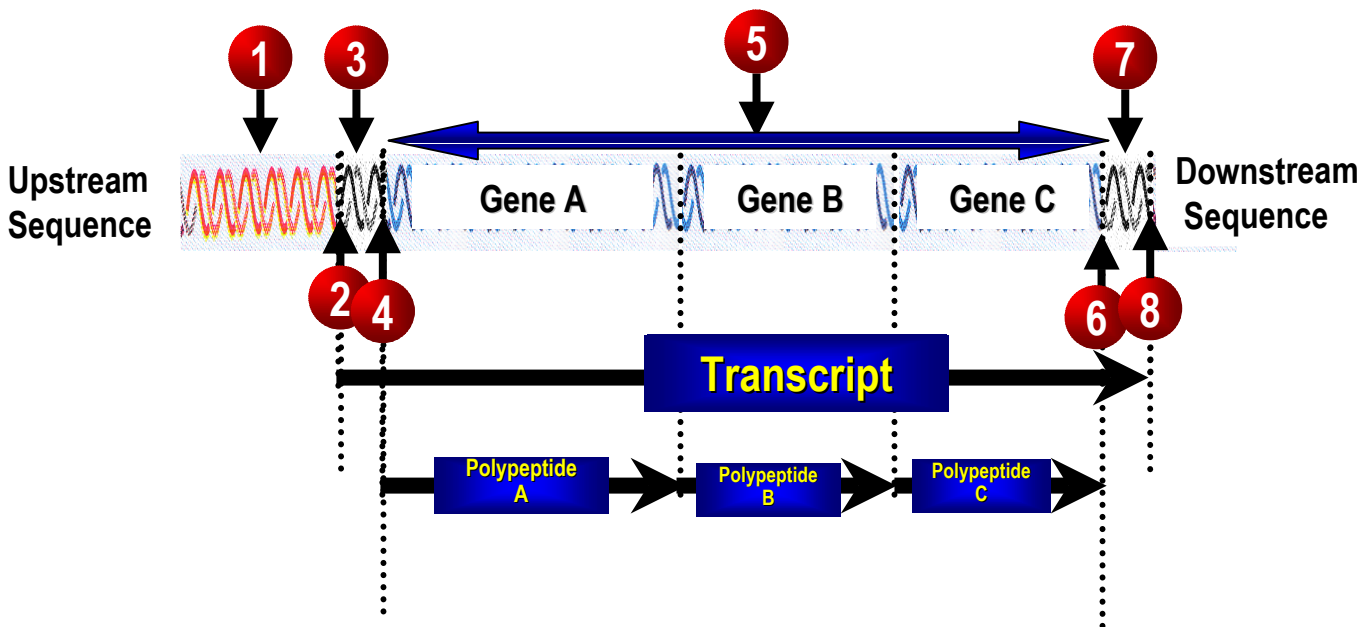 1
3
5
7
Upstream
Sequence
Gene A
Gene B
Gene C
Downstream
Sequence
2
4
6
8
Transcript
Polypeptide
A
Polypeptide
B
Polypeptide
C